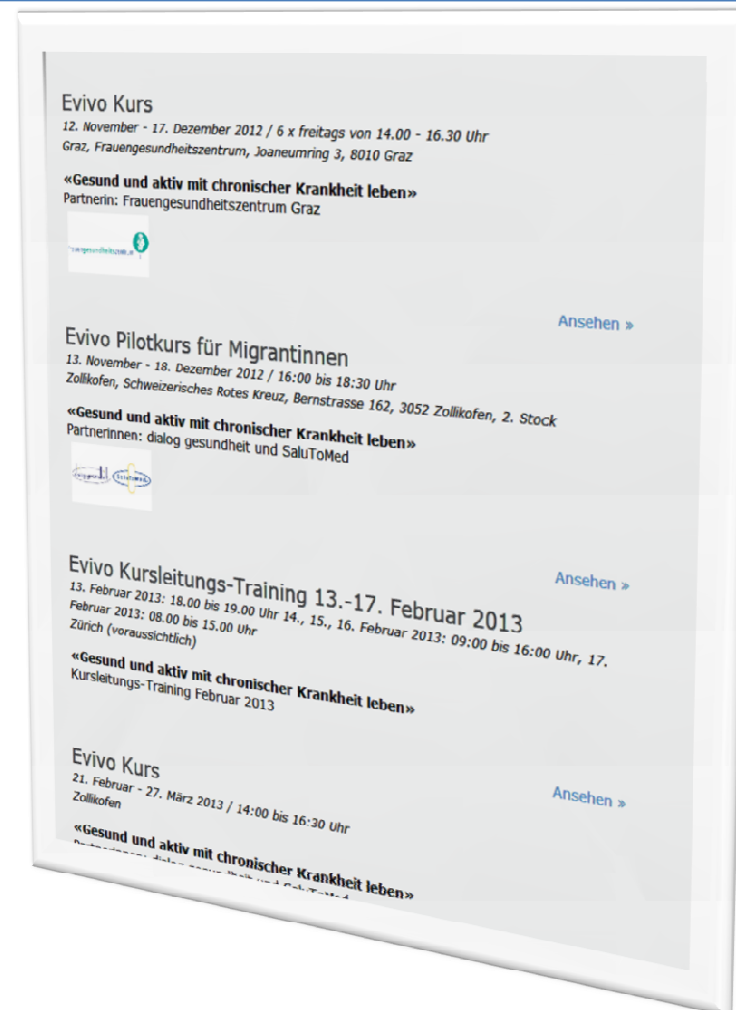 Evivo Kurs
12. November - 17. Dezember 2012 / 6 x freitags von 14.00 - 16.30 Uhr
Graz, Frauengesundheitszentrum, Joaneumring 3, 8010 Graz
«Gesund und aktiv mit chronischer Krankheit leben»
Partnerin: Frauengesundheitszentrum Graz
Ansehen »
Evivo Pilotkurs für Migrantinnen
13. November - 18. Dezember 2012 / 16:00 bis 18:30 Uhr
Zollikofen, Schweizerisches Rotes Kreuz, Bernstrasse 162, 3052 Zollikofen, 2. Stock
«Gesund und aktiv mit chronischer Krankheit leben»
Partnerinnen: dialog gesundheit und SaluToMed
Ansehen »
Evivo Kursleitungs-Training 13.-17. Februar 2013
13. Februar 2013: 18.00 bis 19.00 Uhr 14., 15., 16. Februar 2013: 09:00 bis 16:00 Uhr, 17.
Februar 2013: 08.00 bis 15.00 Uhr
Zürich (voraussichtlich)
«Gesund und aktiv mit chronischer Krankheit leben»
Kursleitungs-Training Februar 2013
Ansehen »
Evivo Kurs
21. Februar - 27. März 2013 / 14:00 bis 16:30 Uhr
Zollikofen
«Gesund und aktiv mit chronischer Krankheit leben»